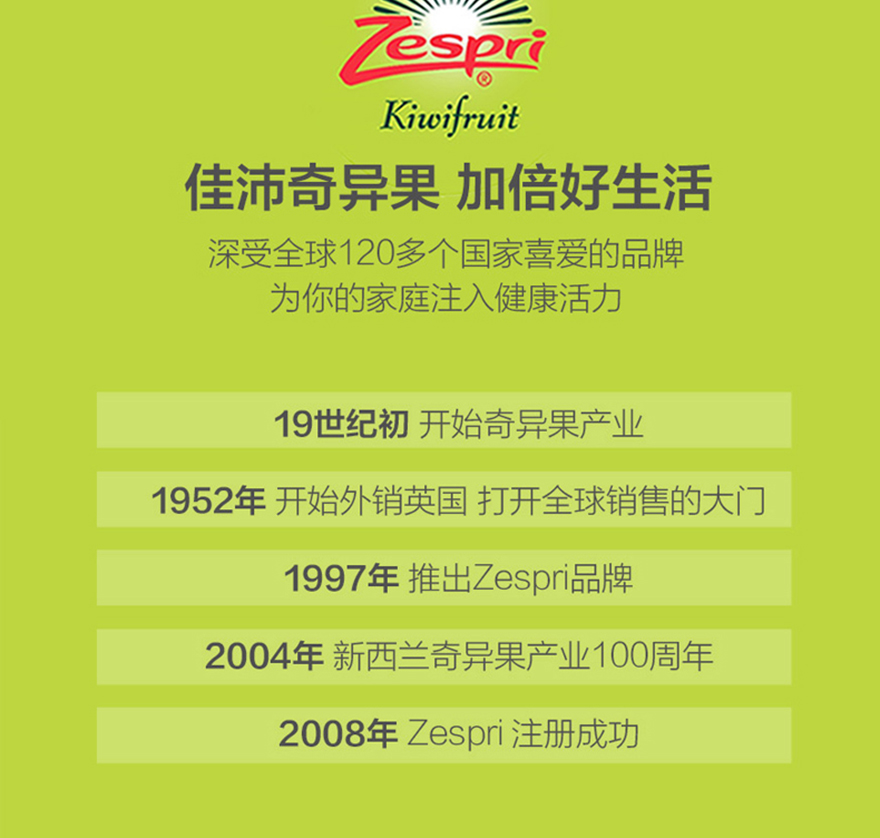 Zespri
®
Kiwifruit
佳沛奇异果 加倍好生活
深受全球120多个国家喜爱的品牌
为你的家庭注入健康活力
19世纪初 开始奇异果产业
1952年 开始外销英国 打开全球销售的大门
1997年 推出Zespri品牌
2004年 新西兰奇异果产业100周年
2008年 Zespri 注册成功